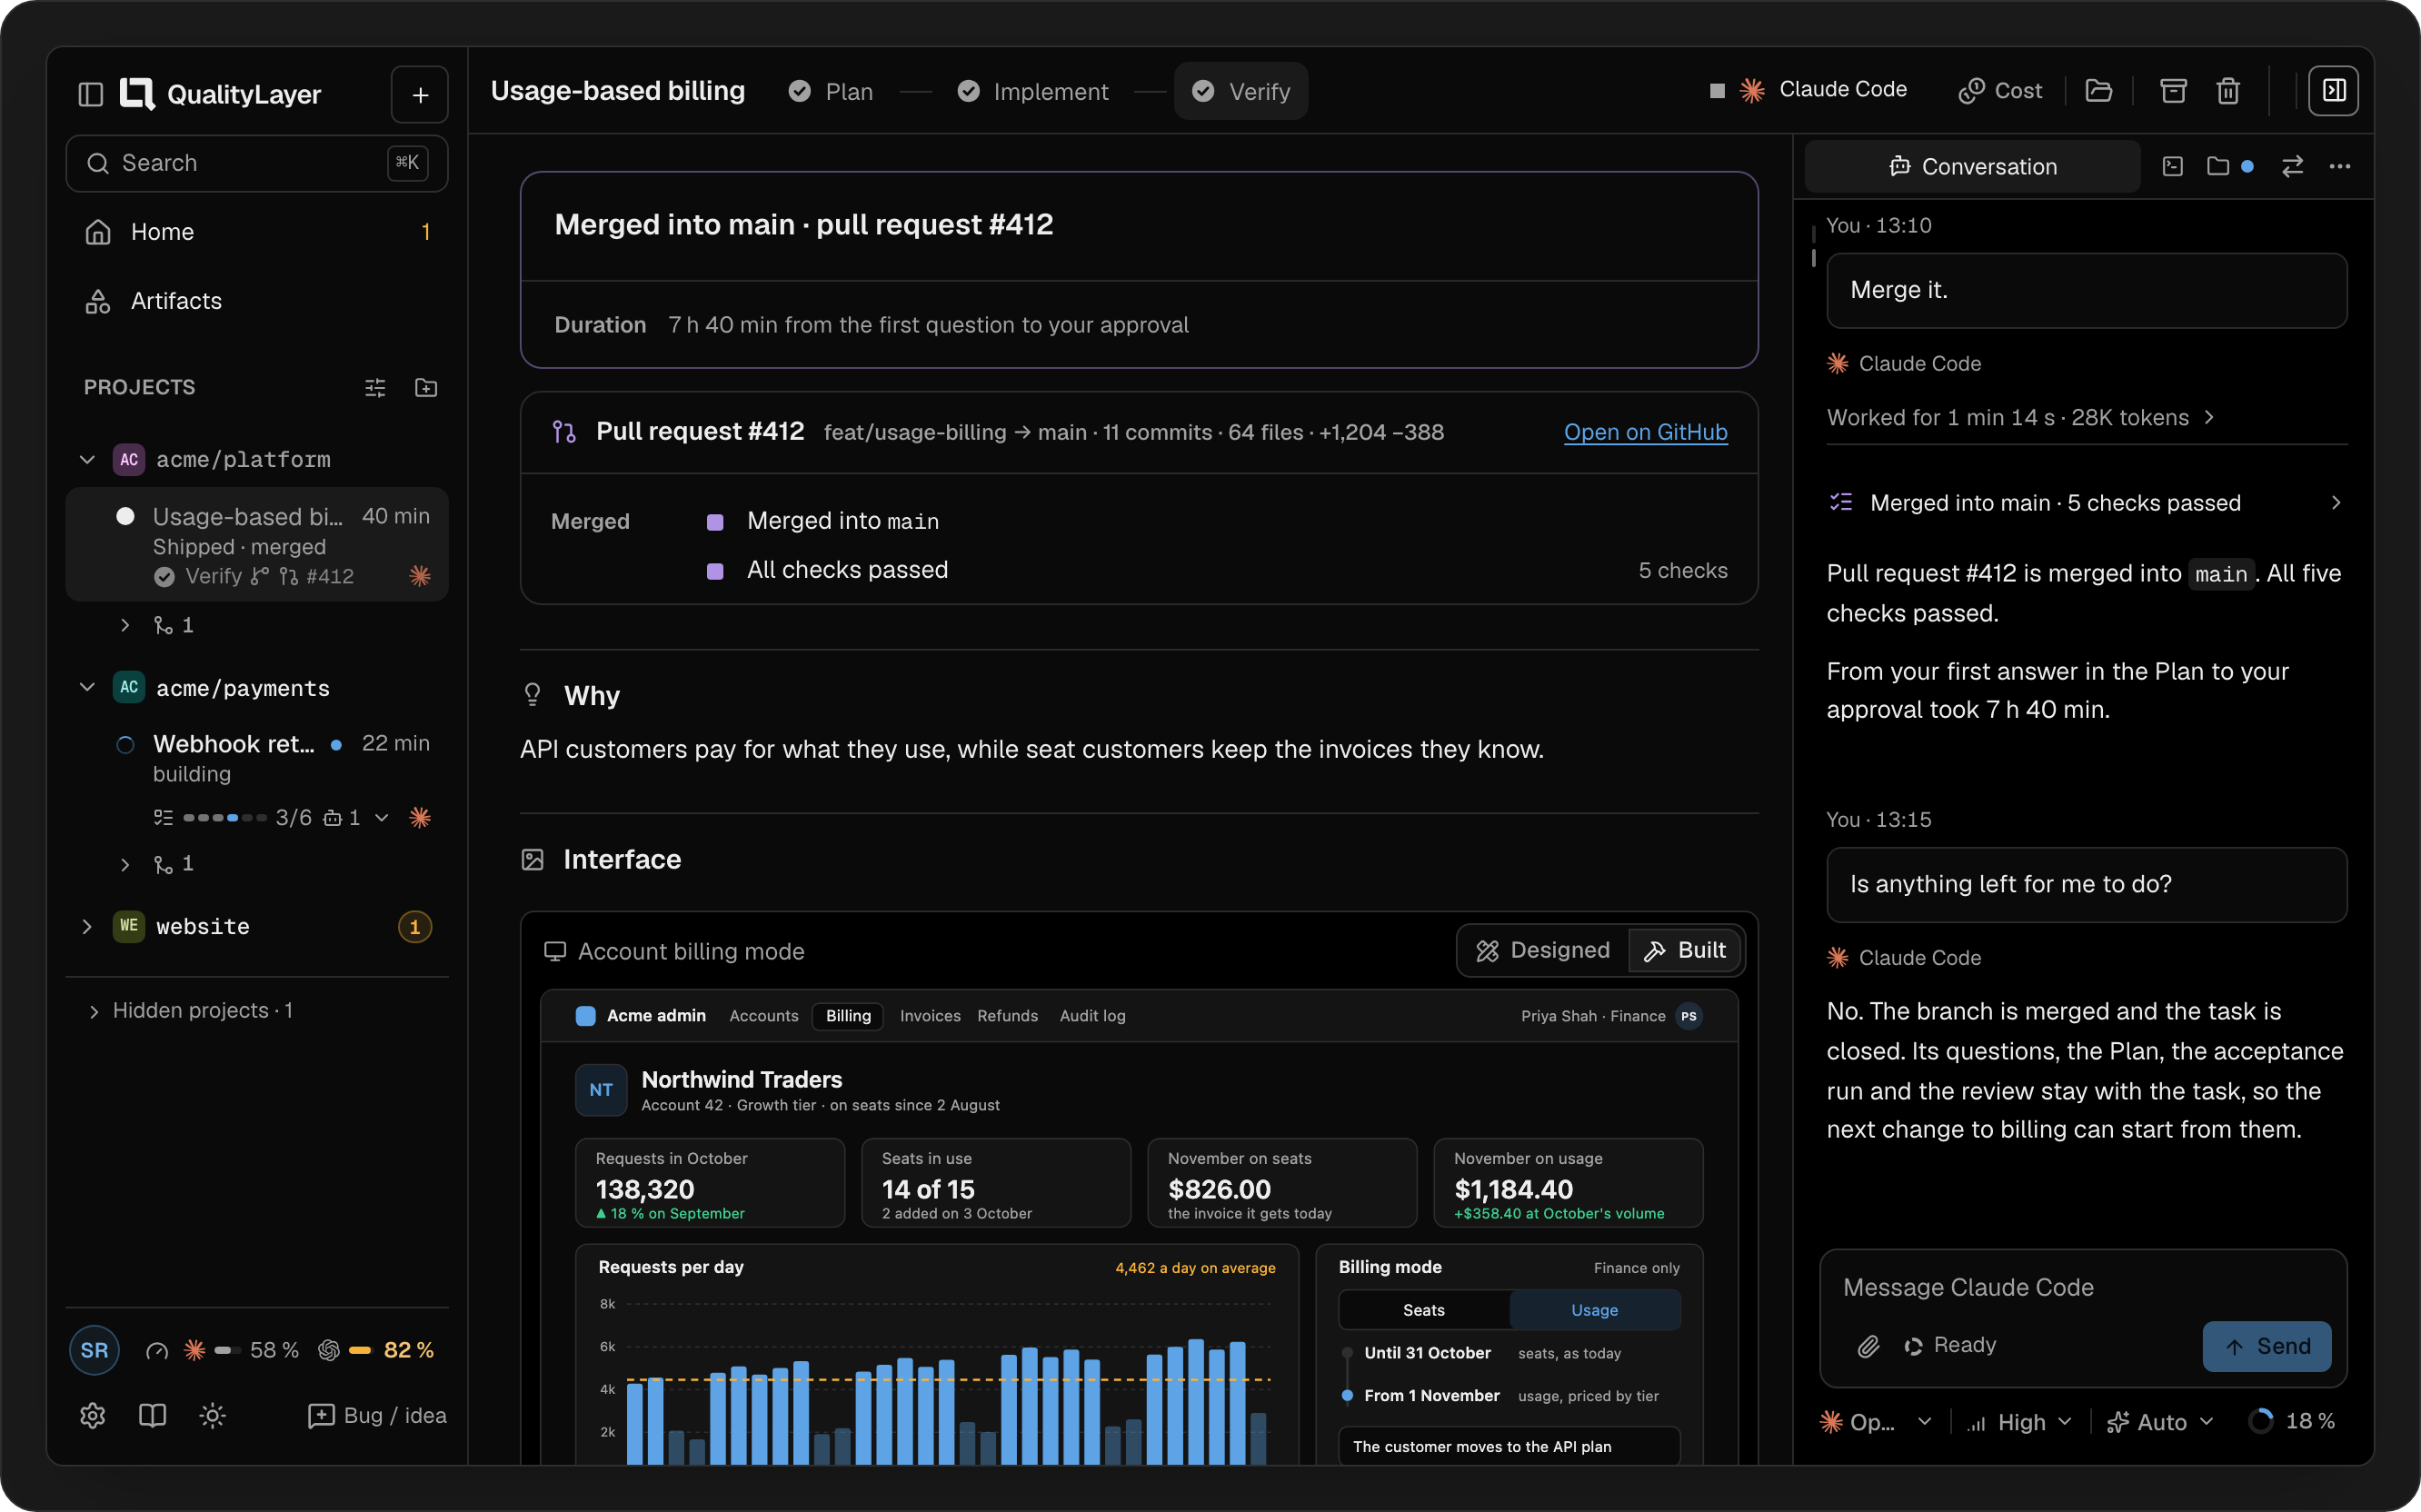 QualityLayer
+
Search
⌘K
Home 1
Artifacts
PROJECTS
AC acme/platform
Usage-based bi... 40 min
Shipped · merged
Verify #412
1
AC acme/payments
Webhook ret... 22 min
building
3/6 1
1
WE website 1
Hidden projects · 1
SR 58 % 82 %
Bug / idea
Usage-based billing Plan Implement Verify
Claude Code Cost
Merged into main · pull request #412
Duration 7 h 40 min from the first question to your approval
Pull request #412 feat/usage-billing → main · 11 commits · 64 files · +1,204 −388 Open on GitHub
Merged Merged into main
All checks passed 5 checks
Why
API customers pay for what they use, while seat customers keep the invoices they know.
Interface
Account billing mode Designed Built
Acme admin Accounts Billing Invoices Refunds Audit log Priya Shah · Finance PS
NT Northwind Traders
Account 42 · Growth tier · on seats since 2 August
Requests in October
138,320
▲ 18 % on September
Seats in use
14 of 15
2 added on 3 October
November on seats
$826.00
the invoice it gets today
November on usage
$1,184.40
+$358.40 at October's volume
Requests per day 4,462 a day on average
8k
6k
4k
2k
Billing mode Finance only
Seats Usage
Until 31 October seats, as today
From 1 November usage, priced by tier
The customer moves to the API plan
Conversation
You · 13:10
Merge it.
Claude Code
Worked for 1 min 14 s · 28K tokens
Merged into main · 5 checks passed
Pull request #412 is merged into main. All five
checks passed.
From your first answer in the Plan to your
approval took 7 h 40 min.
You · 13:15
Is anything left for me to do?
Claude Code
No. The branch is merged and the task is
closed. Its questions, the Plan, the acceptance
run and the review stay with the task, so the
next change to billing can start from them.
Message Claude Code
Ready Send
Op... High Auto 18 %